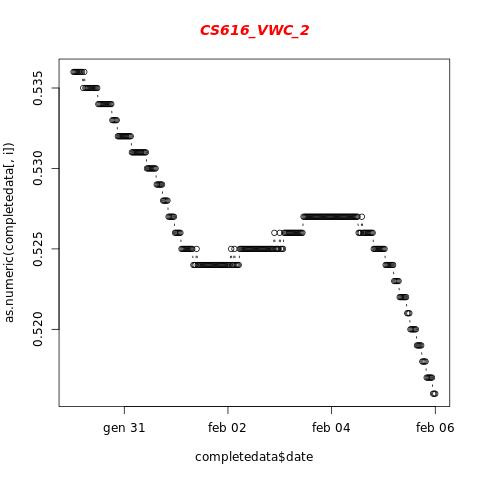 CS616_VWC_2
as.numeric(completedata[, i])
0.535
0.530
0.525
0.520
gen 31
feb 02
feb 04
feb 06
completedata$date